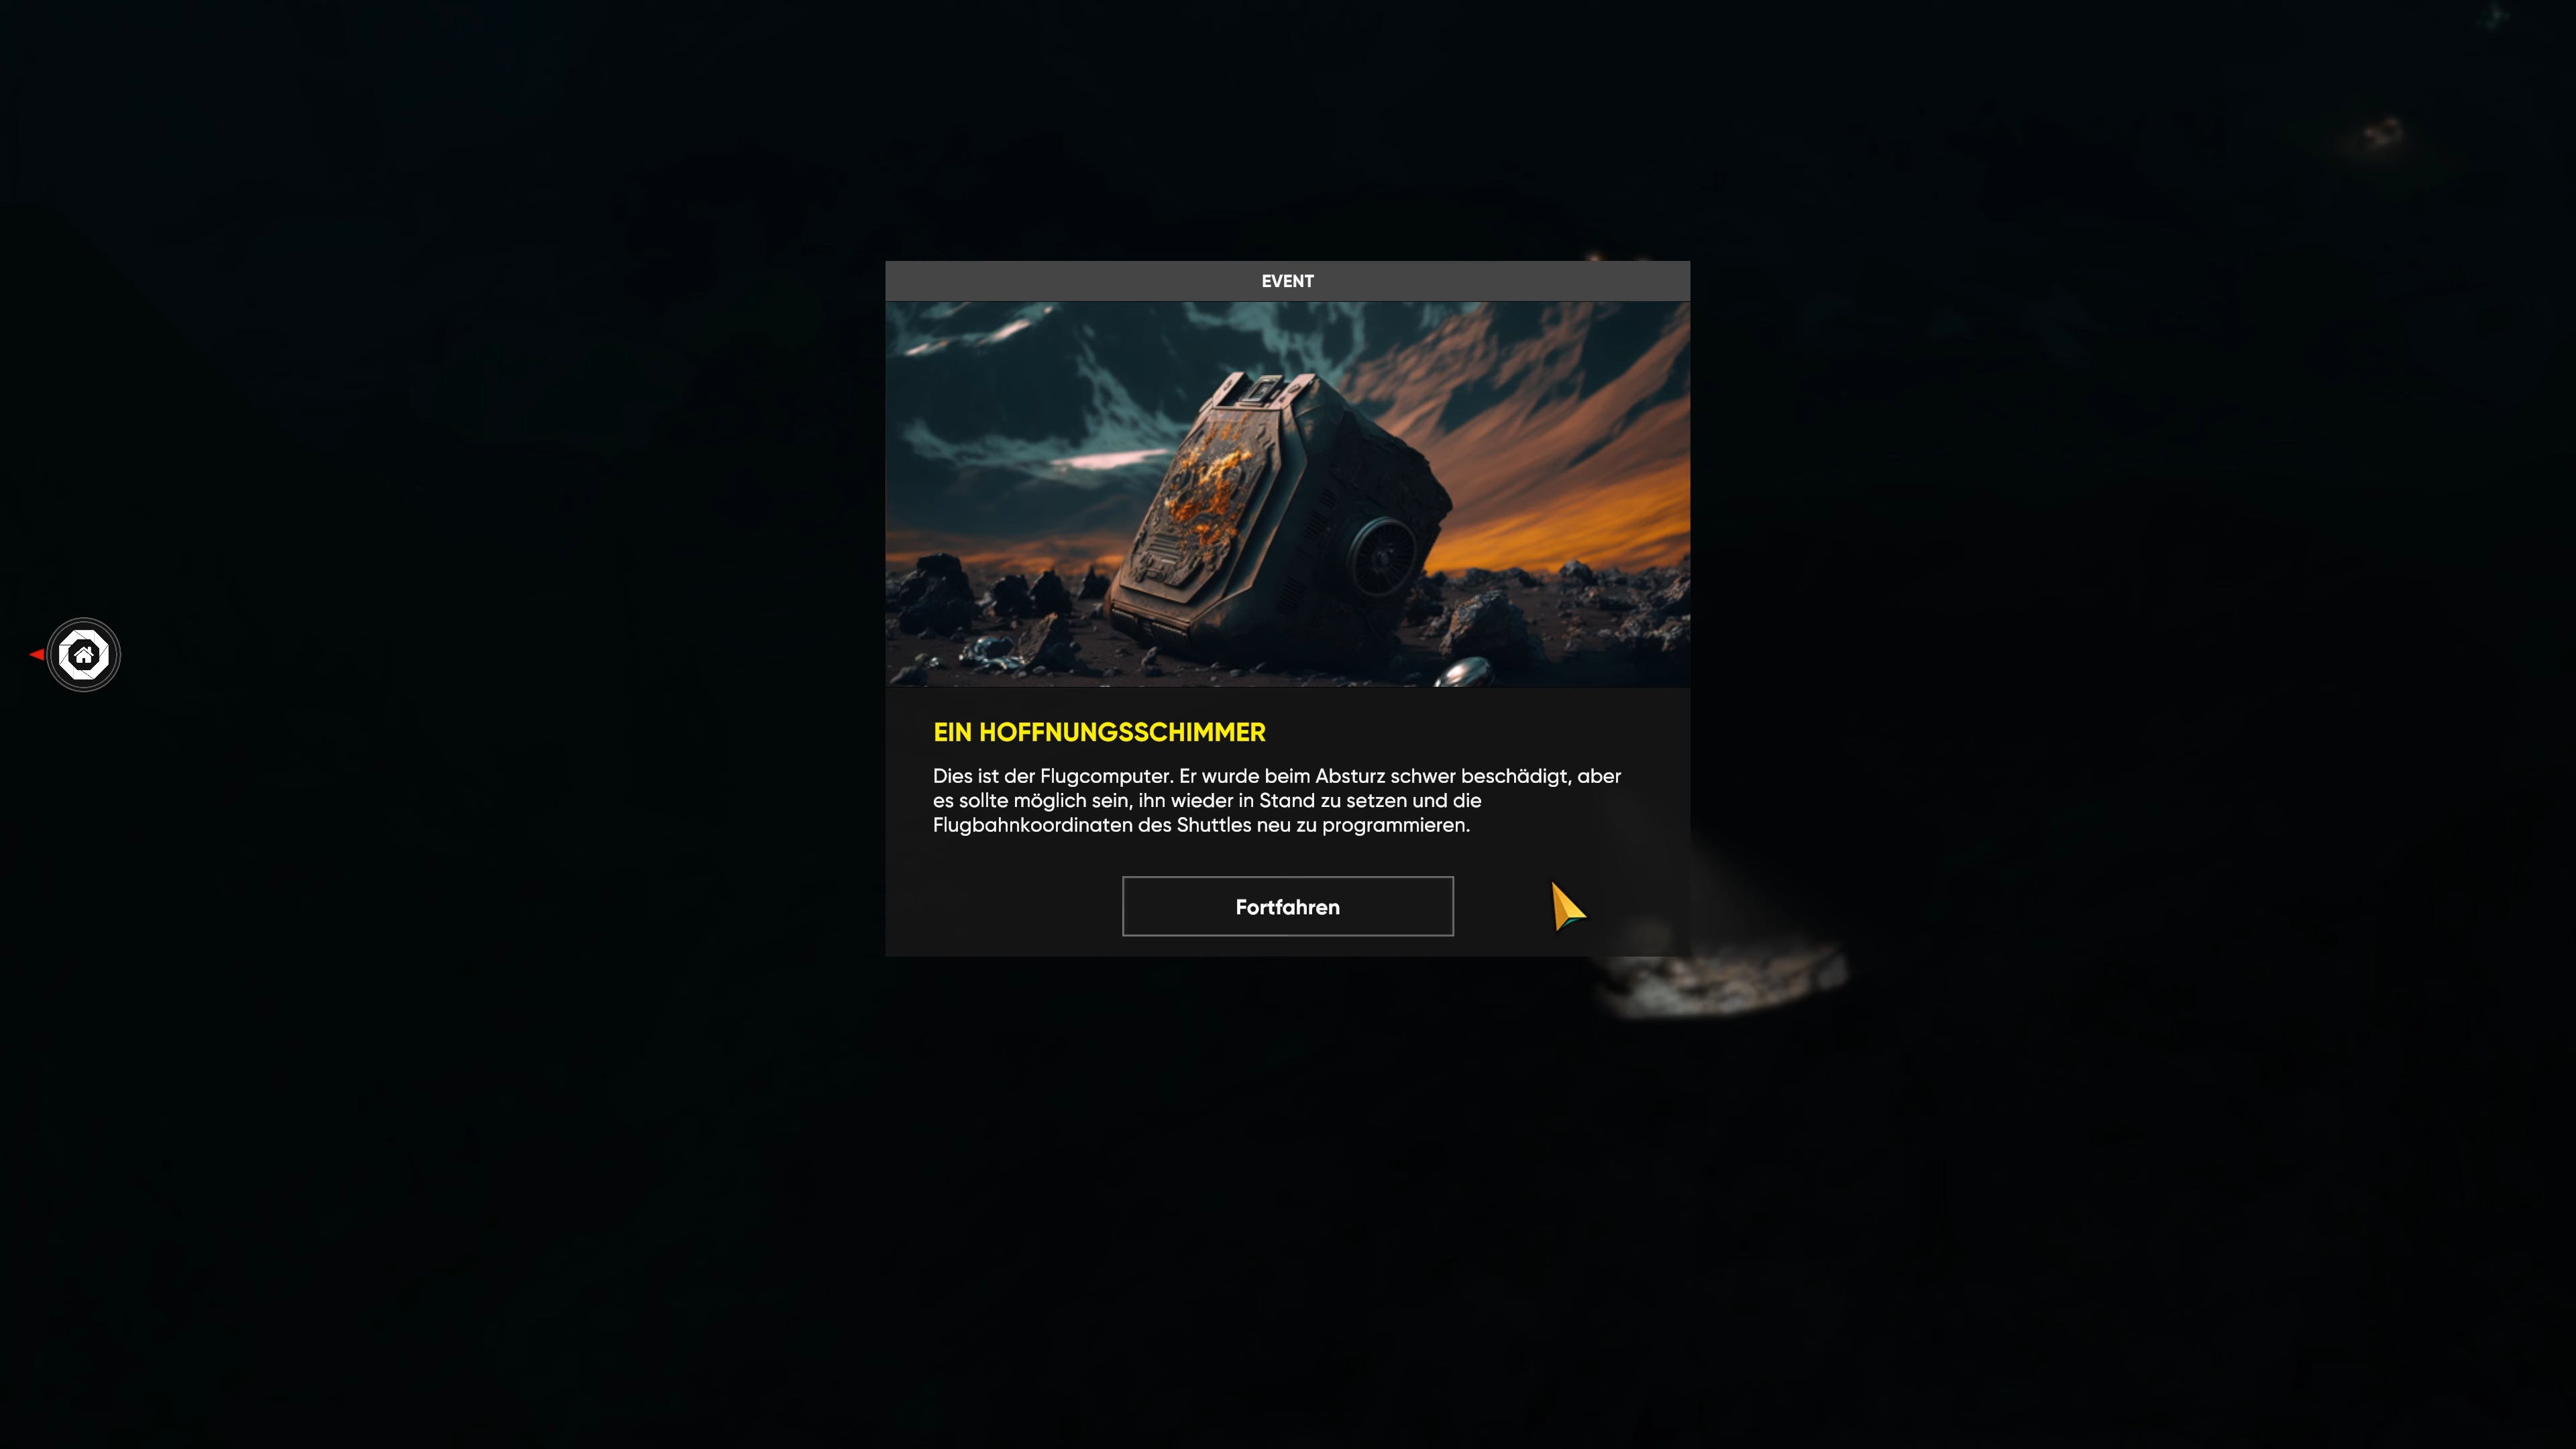 EVENT
EIN HOFFNUNGSSCHIMMER
Dies ist der Flugcomputer. Er wurde beim Absturz schwer beschädigt, aber
es sollte möglich sein, ihn wieder in Stand zu setzen und die
Flugbahnkoordinaten des Shuttles neu zu programmieren.
Fortfahren